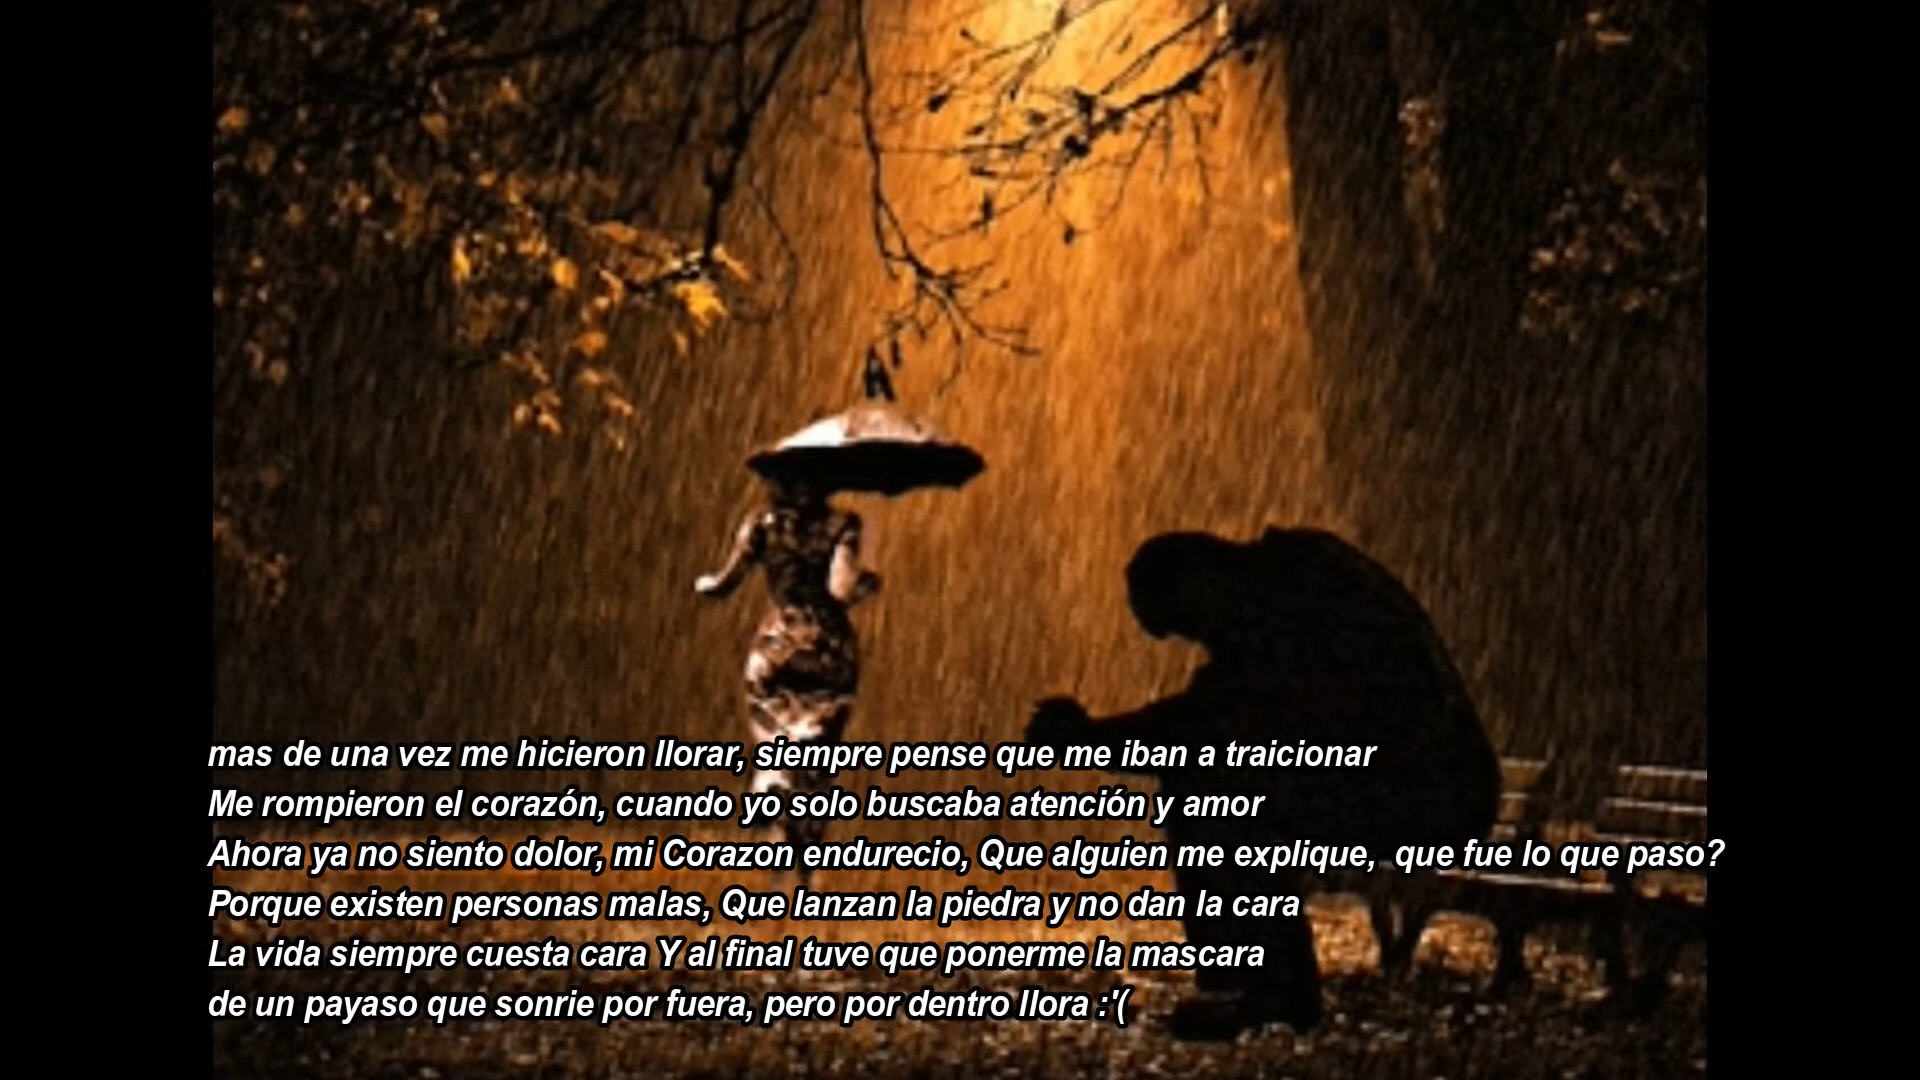 mas de una vez me hicieron llorar, siempre pense que me iban a traicionar
Me rompieron el corazón, cuando yo solo buscaba atención y amor
Ahora ya no siento dolor, mi Corazon endurecio, Que alguien me explique,  que fue lo que paso?
Porque existen personas malas, Que lanzan la piedra y no dan la cara
La vida siempre cuesta cara Y al final tuve que ponerme la mascara
de un payaso que sonrie por fuera, pero por dentro llora :'(